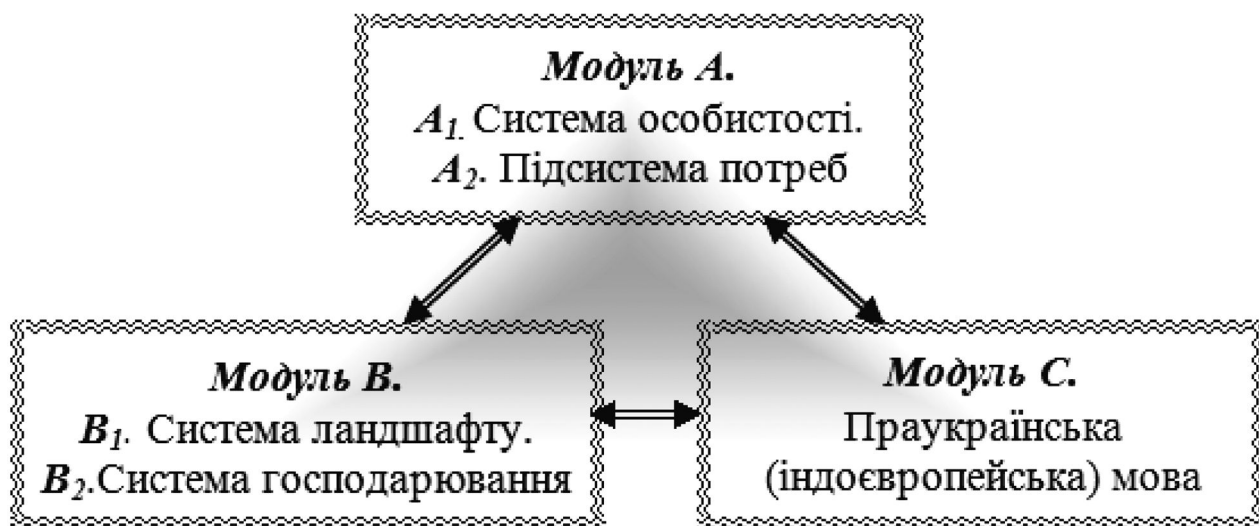 Модуль А.
А1. Система особистості.
А2. Підсистема потреб
Модуль В.
В1. Система ландшафту.
В2.Система господарювання
Модуль С.
Праукраїнська
(індоєвропейська) мова